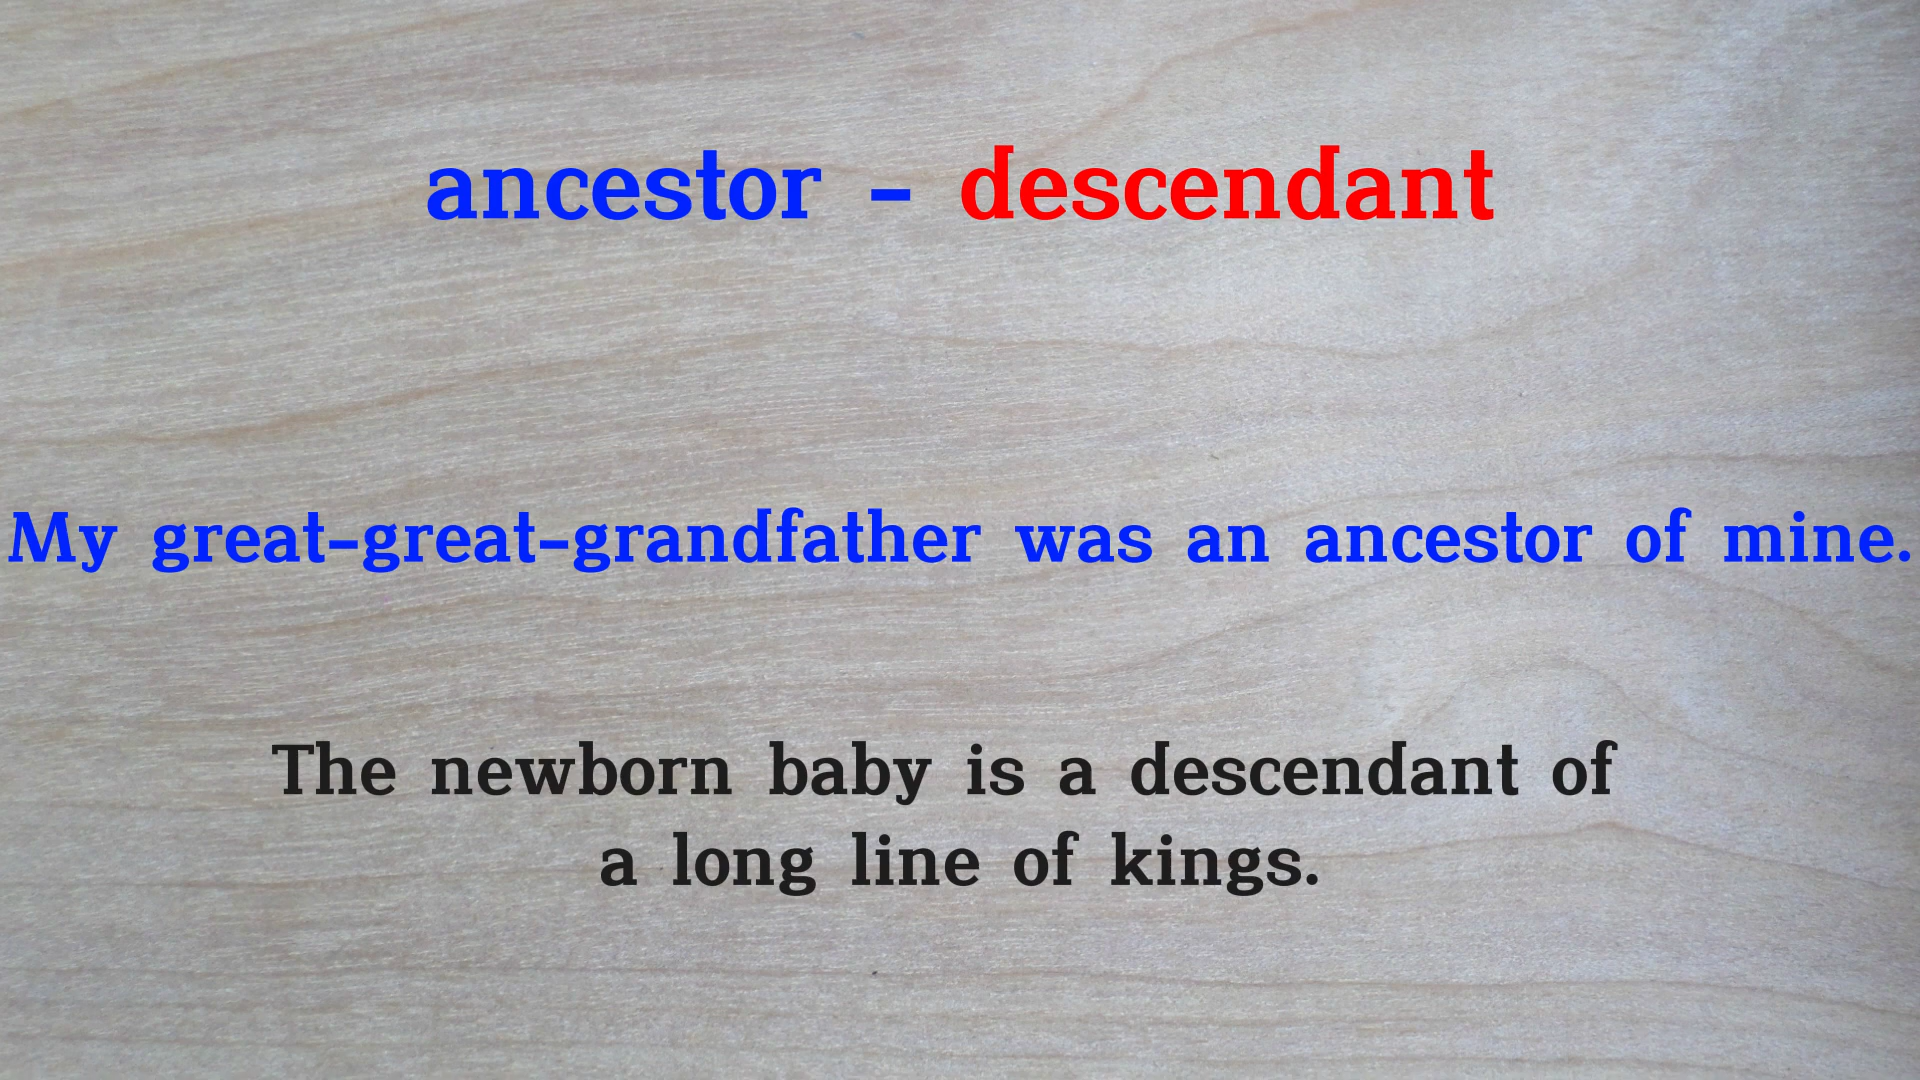 ancestor - descendant
My great-great-grandfather was an ancestor of mine.
The newborn baby is a descendant of
a long line of kings.